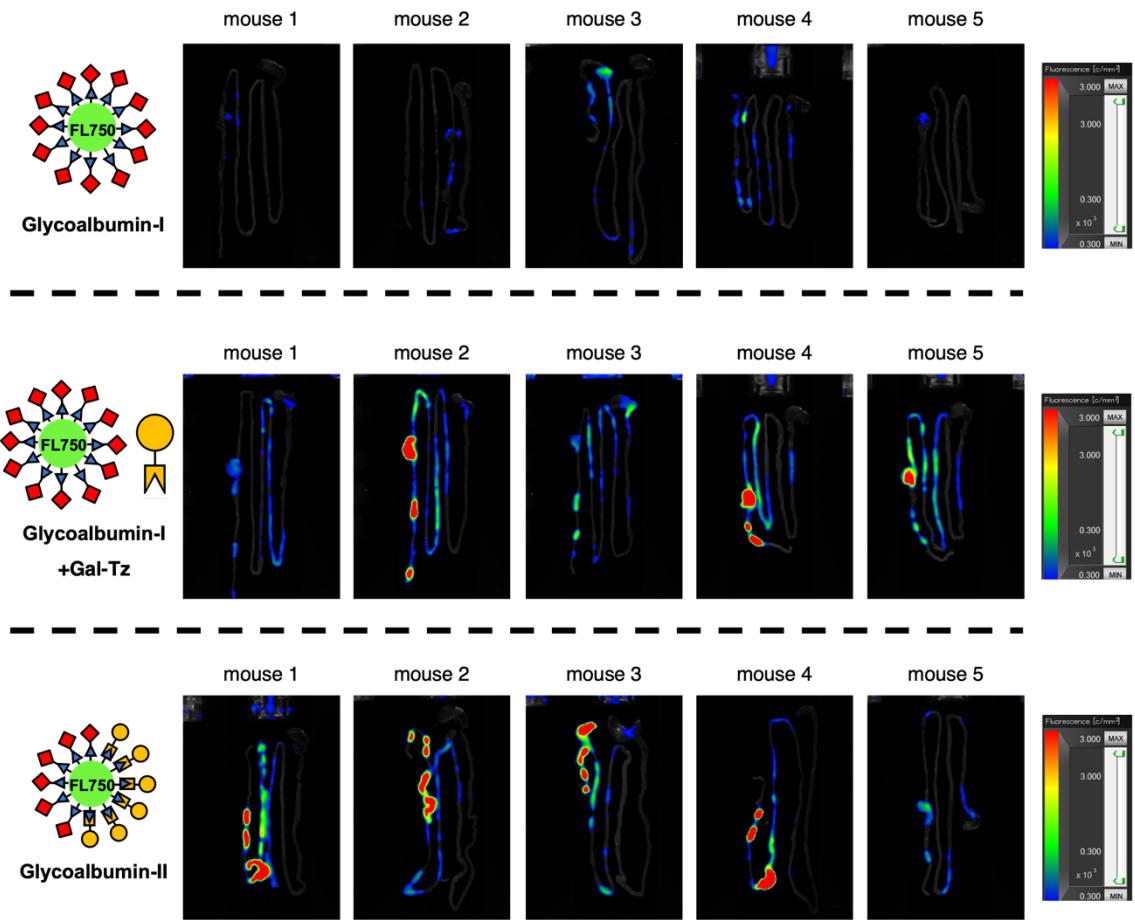 mouse 1 mouse 2 mouse 3 mouse 4 mouse 5
FL750
Glycoalbumin-I
Fluorescence [c/mm²]
3.000 MAX
3.000
0.300
x 10³
0.300 MIN
mouse 1 mouse 2 mouse 3 mouse 4 mouse 5
FL750
Glycoalbumin-I
+Gal-Tz
Fluorescence [c/mm²]
3.000 MAX
3.000
0.300
x 10³
0.300 MIN
mouse 1 mouse 2 mouse 3 mouse 4 mouse 5
FL750
Glycoalbumin-II
Fluorescence [c/mm²]
3.000 MAX
3.000
0.300
x 10³
0.300 MIN